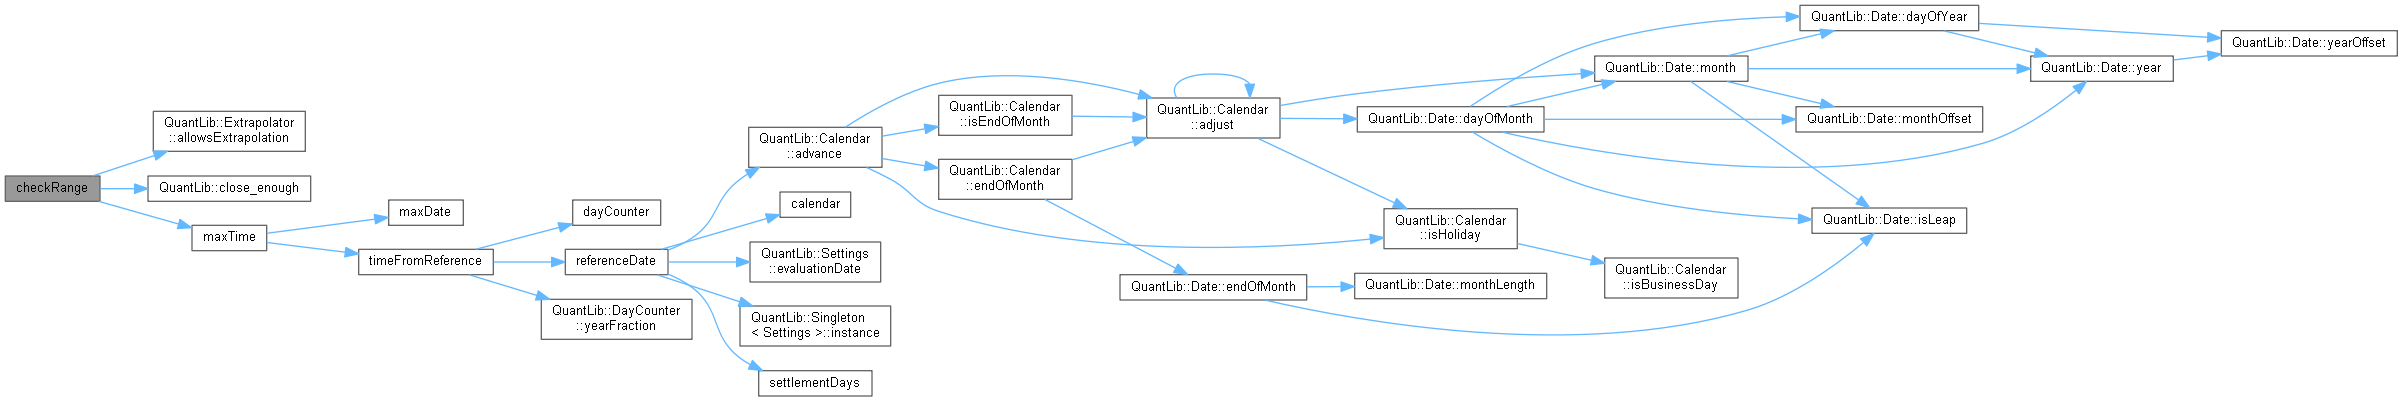 checkRange
QuantLib::Extrapolator
::allowsExtrapolation
QuantLib::close_enough
maxTime
maxDate
timeFromReference
dayCounter
referenceDate
QuantLib::DayCounter
::yearFraction
QuantLib::Calendar
::advance
calendar
QuantLib::Settings
::evaluationDate
QuantLib::Singleton
< Settings >::instance
settlementDays
QuantLib::Calendar
::isEndOfMonth
QuantLib::Calendar
::endOfMonth
QuantLib::Calendar
::adjust
QuantLib::Date::endOfMonth
QuantLib::Date::dayOfMonth
QuantLib::Calendar
::isHoliday
QuantLib::Date::monthLength
QuantLib::Date::month
QuantLib::Calendar
::isBusinessDay
QuantLib::Date::dayOfYear
QuantLib::Date::monthOffset
QuantLib::Date::isLeap
QuantLib::Date::year
QuantLib::Date::yearOffset